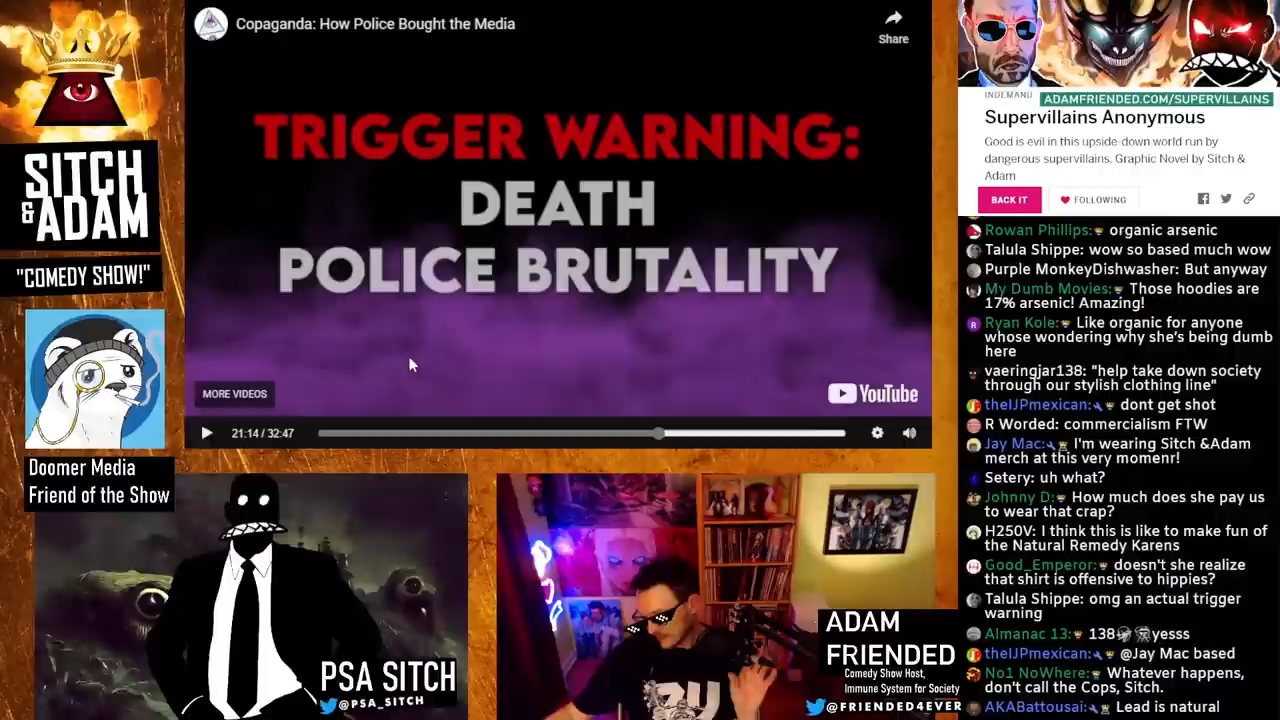 Copaganda: How Police Bought the Media
Share
TRIGGER WARNING:
DEATH
POLICE BRUTALITY
MORE VIDEOS
YouTube
21:14 / 32:47
SITCH
& ADAM
"COMEDY SHOW!"
Doomer Media
Friend of the Show
PSA SITCH
@PSA_SITCH
ADAM
FRIENDED
Comedy Show Host,
Immune System for Society
@FRIENDED4EVER
INDEMAND
ADAMFRIENDED.COM/SUPERVILLAINS
Supervillains Anonymous
Good is evil in this upside-down world run by
dangerous supervillains. Graphic Novel by Sitch &
Adam
BACK IT
FOLLOWING
Rowan Phillips: organic arsenic
Talula Shippe: wow so based much wow
Purple MonkeyDishwasher: But anyway
My Dumb Movies: Those hoodies are
17% arsenic! Amazing!
Ryan Kole: Like organic for anyone
whose wondering why she's being dumb
here
vaeringjar138: "help take down society
through our stylish clothing line"
theIJPmexican: dont get shot
R Worded: commercialism FTW
Jay Mac: I'm wearing Sitch &Adam
merch at this very momenr!
Setery: uh what?
Johnny D: How much does she pay us
to wear that crap?
H250V: I think this is like to make fun of
the Natural Remedy Karens
Good_Emperor: doesn't she realize
that shirt is offensive to hippies?
Talula Shippe: omg an actual trigger
warning
Almanac 13: 138 yesss
theIJPmexican: @Jay Mac based
No1 NoWhere: Whatever happens,
don't call the Cops, Sitch.
AKABattousai: Lead is natural